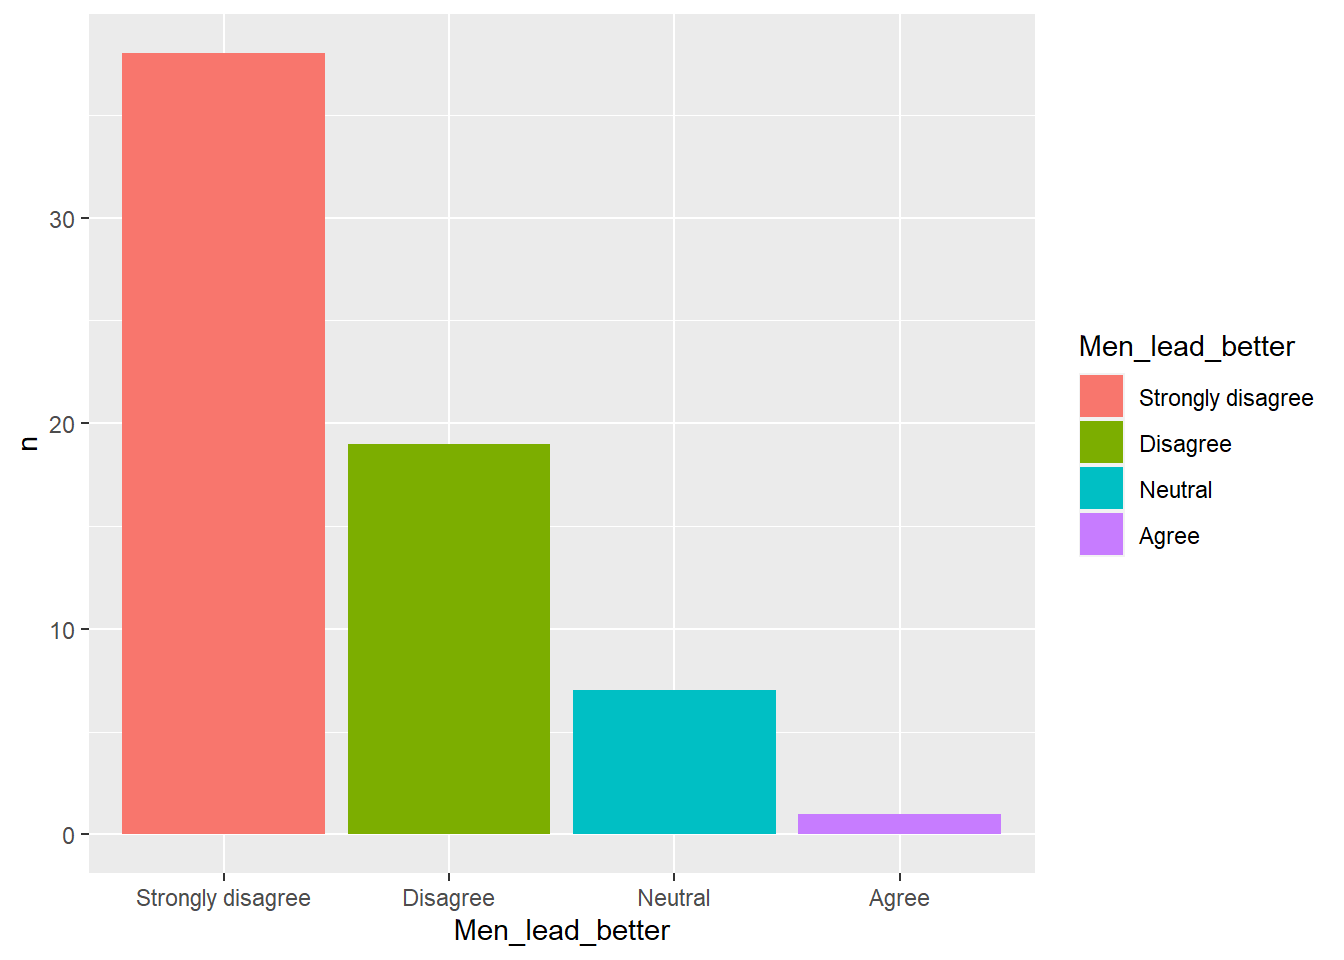 n
30
20
10
0
Strongly disagree
Disagree
Neutral
Agree
Men_lead_better
Men_lead_better
Strongly disagree
Disagree
Neutral
Agree